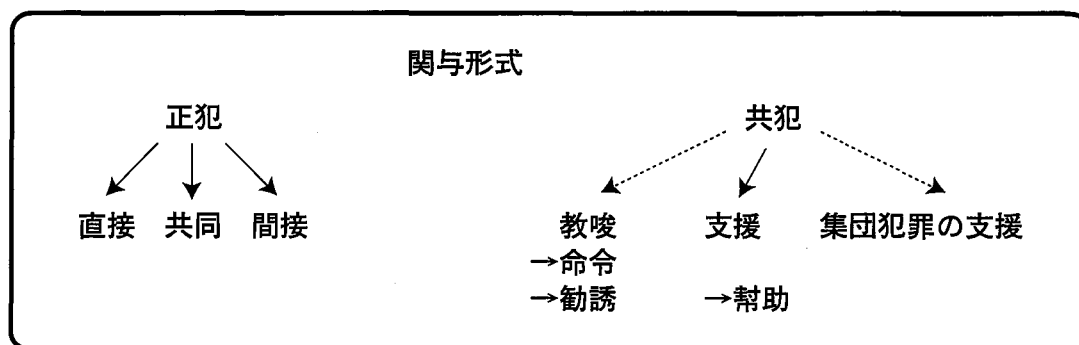 関与形式
正犯 共犯
直接 共同 間接 教唆 支援 集団犯罪の支援
→命令
→勧誘 →幇助